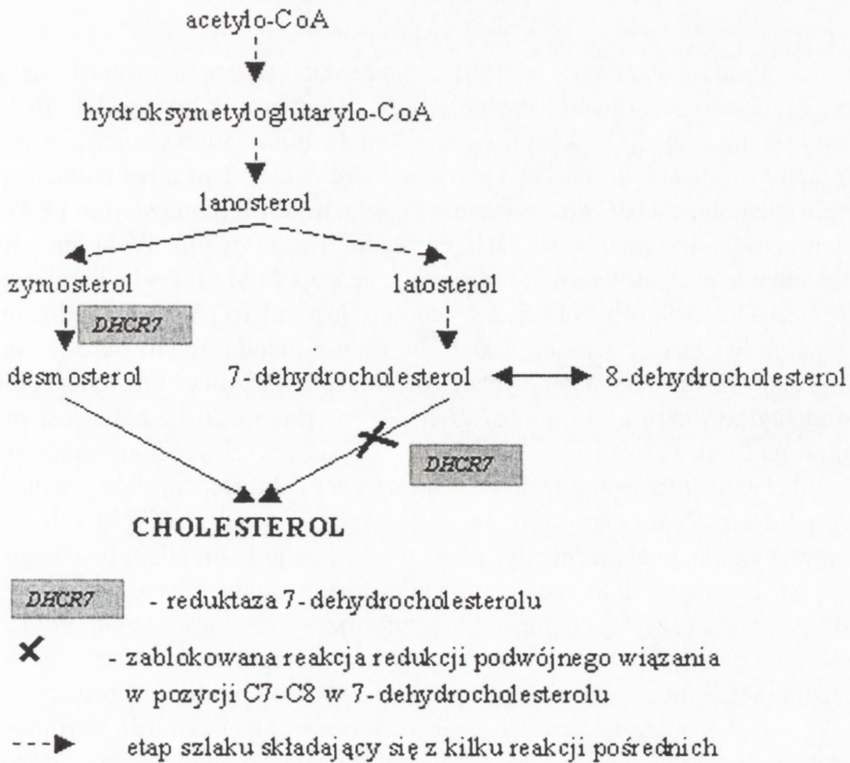 acetylo-CoA
hydroksymetyloglutarylo-CoA
lanosterol
zymosterol
latosterol
DHCR7
desmosterol
7-dehydrocholesterol
8-dehydrocholesterol
DHCR7
CHOLESTEROL
DHCR7 - reduktaza 7-dehydrocholesterolu
- zablokowana reakcja redukcji podwójnego wiązania
w pozycji C7-C8 w 7-dehydrocholesterolu
etap szlaku składający się z kilku reakcji pośrednich